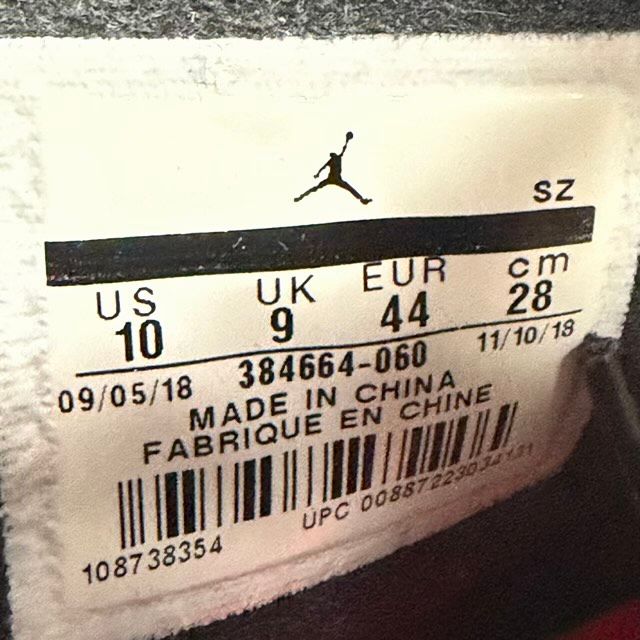 SZ
US UK EUR cm
10 9 44 28
09/05/18 384664-060 11/10/18
MADE IN CHINA
FABRIQUE EN CHINE
UPC
108738354